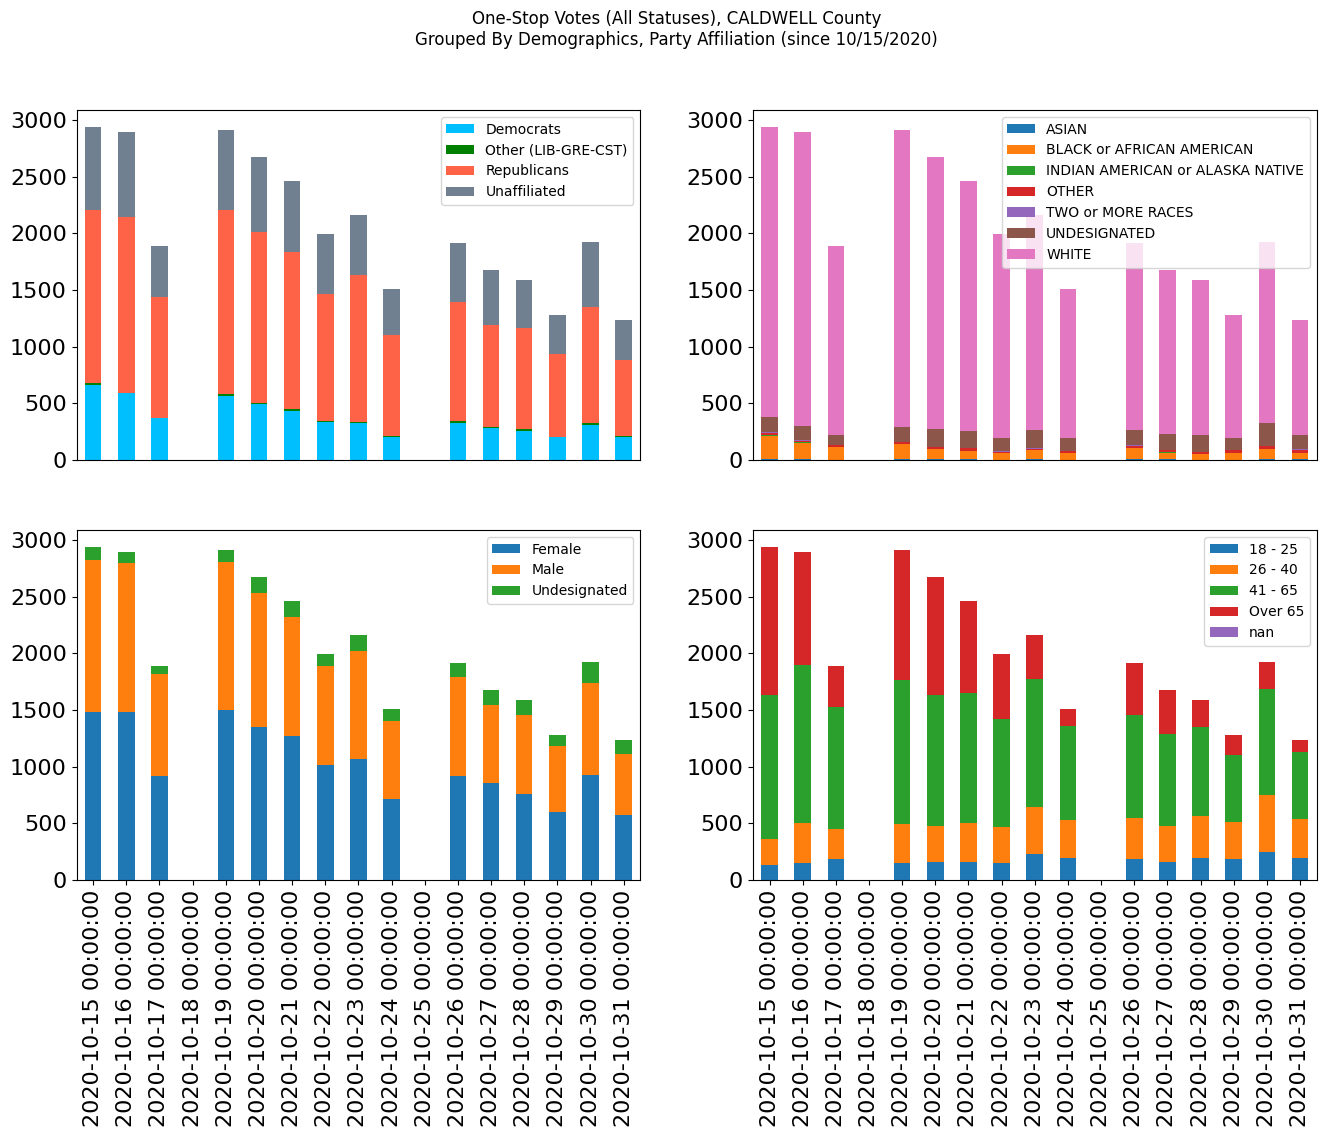 One-Stop Votes (All Statuses), CALDWELL County
Grouped By Demographics, Party Affiliation (since 10/15/2020)
3000
2500
2000
1500
1000
500
0
Democrats
Other (LIB-GRE-CST)
Republicans
Unaffiliated
3000
2500
2000
1500
1000
500
0
ASIAN
BLACK or AFRICAN AMERICAN
INDIAN AMERICAN or ALASKA NATIVE
OTHER
TWO or MORE RACES
UNDESIGNATED
WHITE
3000
2500
2000
1500
1000
500
0
Female
Male
Undesignated
2020-10-15 00:00:00
2020-10-16 00:00:00
2020-10-17 00:00:00
2020-10-18 00:00:00
2020-10-19 00:00:00
2020-10-20 00:00:00
2020-10-21 00:00:00
2020-10-22 00:00:00
2020-10-23 00:00:00
2020-10-24 00:00:00
2020-10-25 00:00:00
2020-10-26 00:00:00
2020-10-27 00:00:00
2020-10-28 00:00:00
2020-10-29 00:00:00
2020-10-30 00:00:00
2020-10-31 00:00:00
3000
2500
2000
1500
1000
500
0
18 - 25
26 - 40
41 - 65
Over 65
nan
2020-10-15 00:00:00
2020-10-16 00:00:00
2020-10-17 00:00:00
2020-10-18 00:00:00
2020-10-19 00:00:00
2020-10-20 00:00:00
2020-10-21 00:00:00
2020-10-22 00:00:00
2020-10-23 00:00:00
2020-10-24 00:00:00
2020-10-25 00:00:00
2020-10-26 00:00:00
2020-10-27 00:00:00
2020-10-28 00:00:00
2020-10-29 00:00:00
2020-10-30 00:00:00
2020-10-31 00:00:00